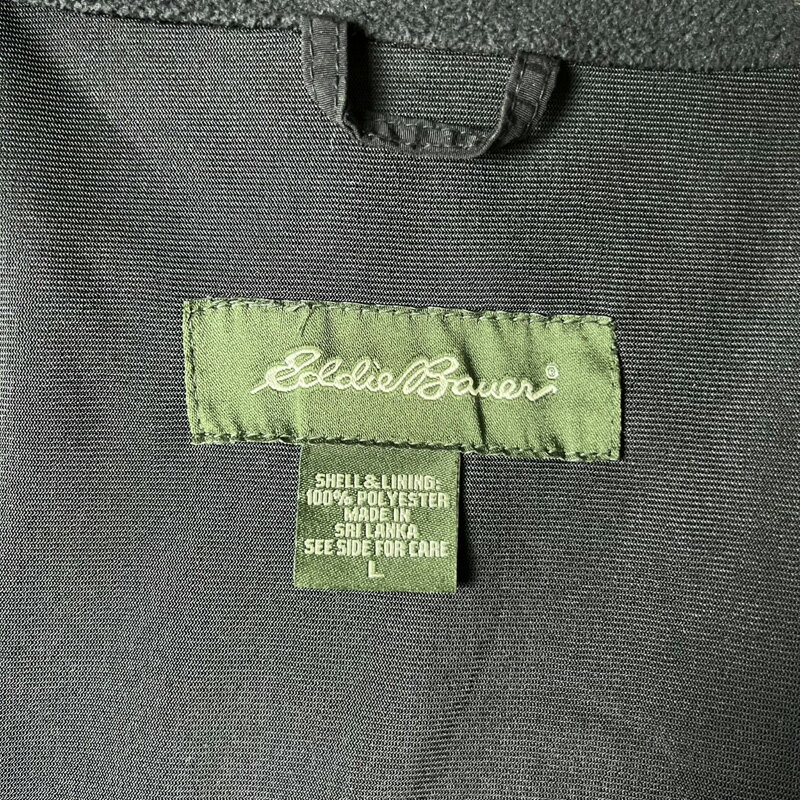 Eddie Bauer®
SHELL & LINING:
100% POLYESTER
MADE IN
SRI LANKA
SEE SIDE FOR CARE
L